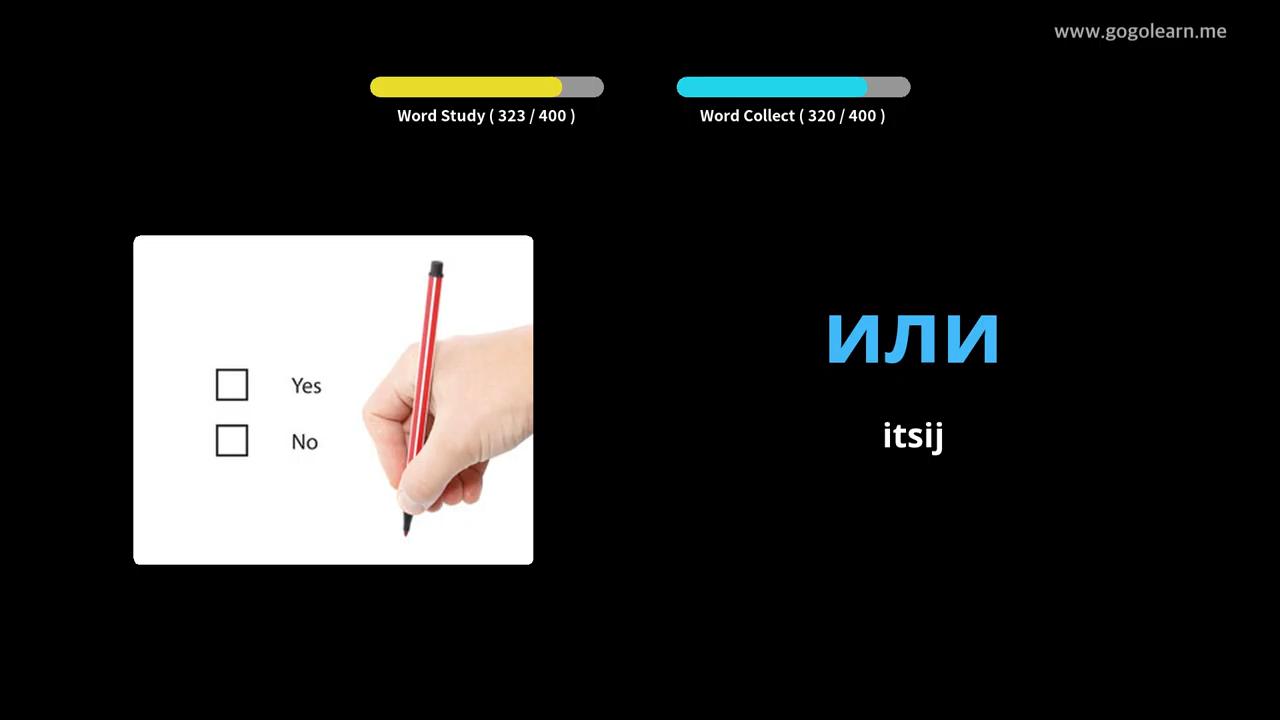 www.gogolearn.me
Word Study ( 323 / 400 )
Word Collect ( 320 / 400 )
Yes
No
или
itsij